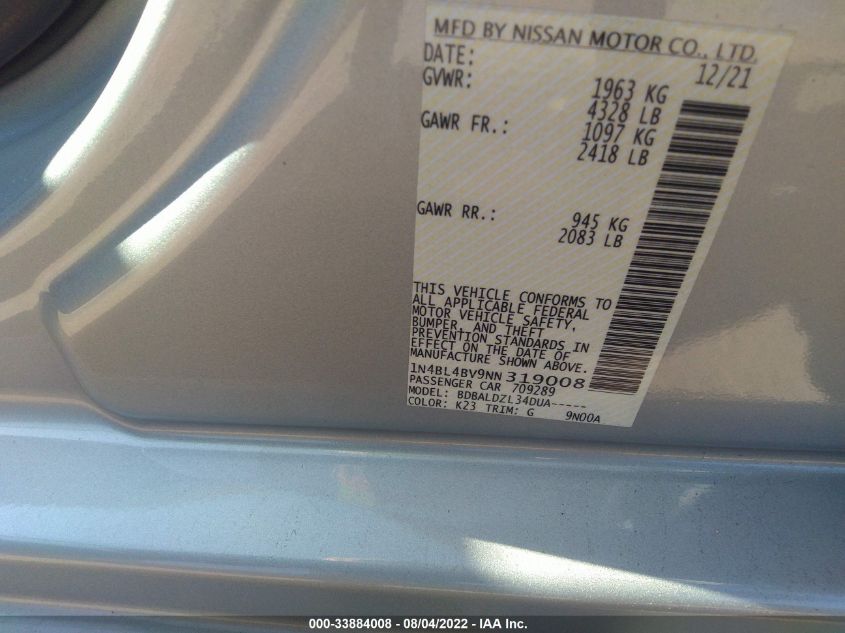 MFD BY NISSAN MOTOR CO., LTD.
DATE: 12/21
GVWR: 1963 KG
4328 LB
GAWR FR.: 1097 KG
2418 LB
GAWR RR.: 945 KG
2083 LB
THIS VEHICLE CONFORMS TO
ALL APPLICABLE FEDERAL
MOTOR VEHICLE SAFETY,
BUMPER, AND THEFT
PREVENTION STANDARDS IN
EFFECT ON THE DATE OF
MANUFACTURE SHOWN ABOVE.
1N4BL4BV9NN319008
PASSENGER CAR 709289
MODEL: BDBALDZL34DUA-----
COLOR: K23 TRIM: G 9N00A
000-33884008 - 08/04/2022 - IAA Inc.